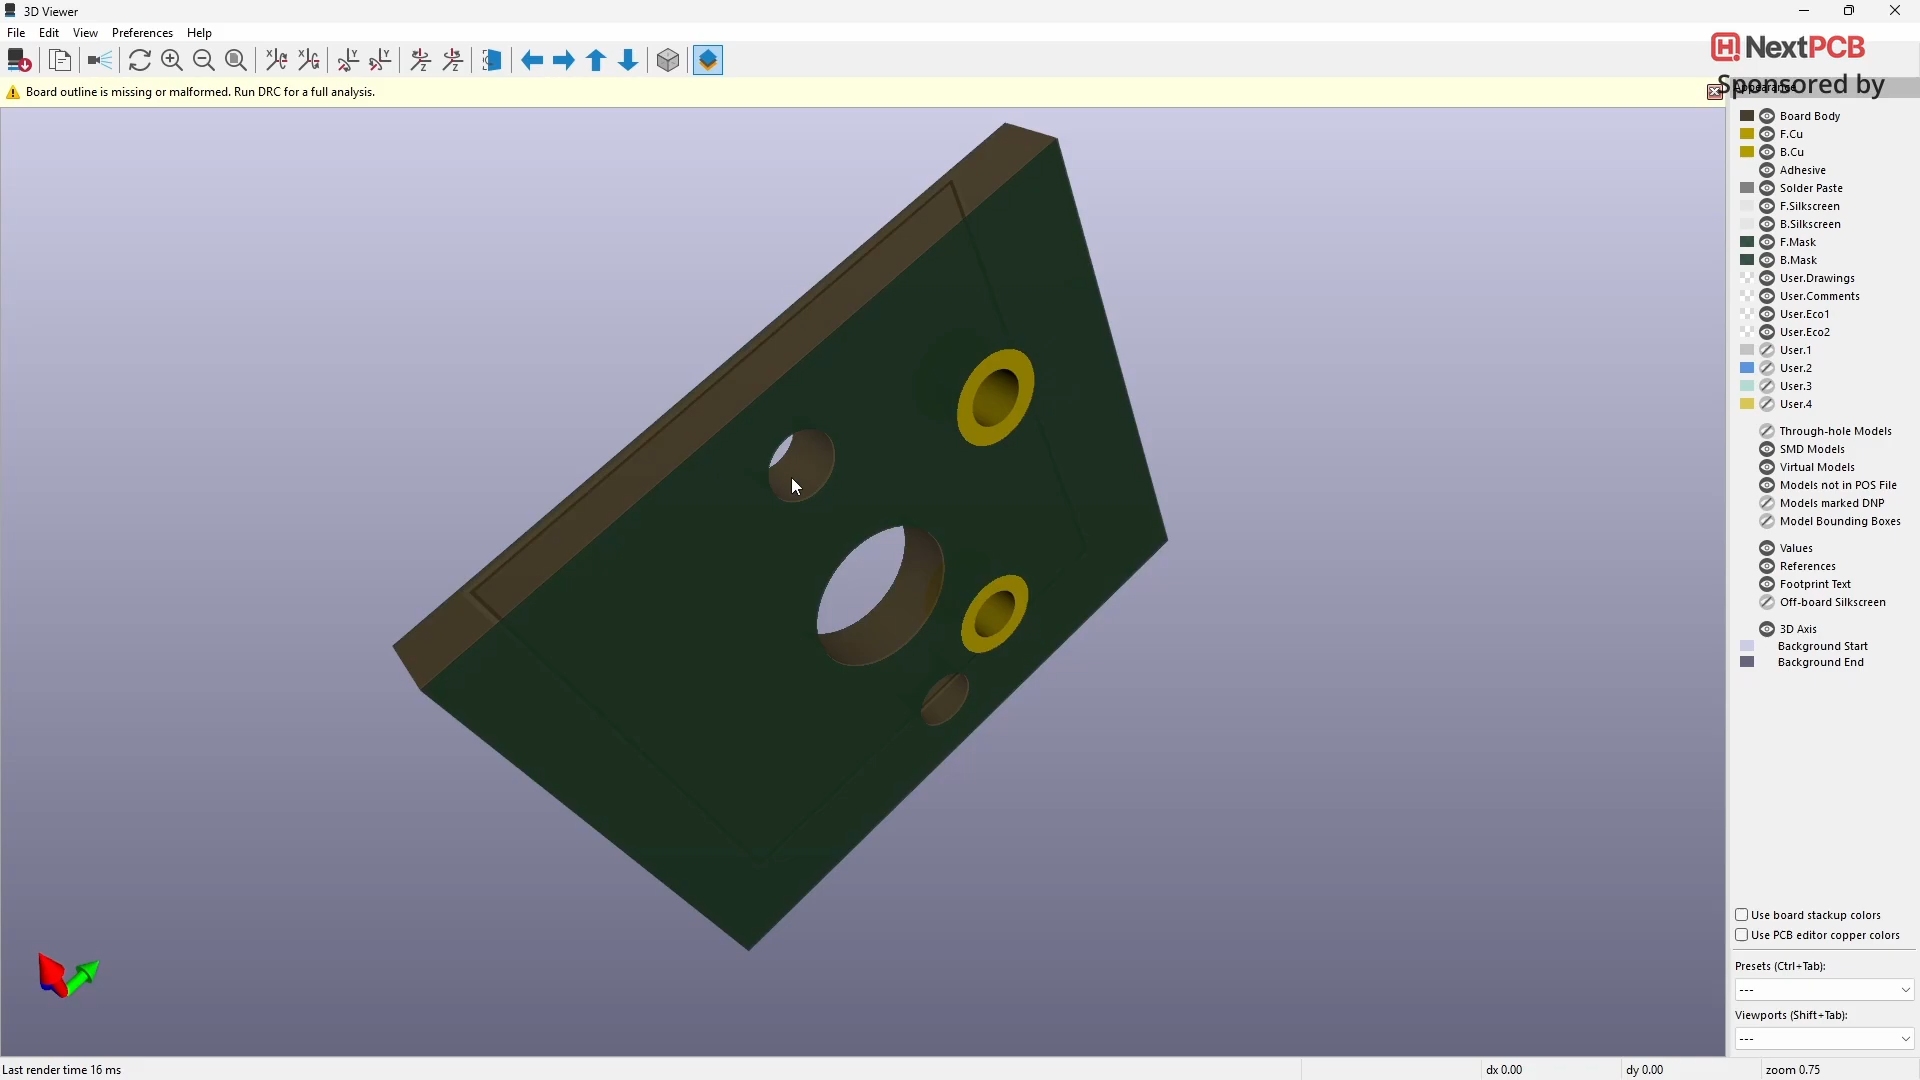 3D Viewer
File Edit View Preferences Help
NextPCB
Sponsored by
Board outline is missing or malformed. Run DRC for a full analysis.
Board Body
F.Cu
B.Cu
Adhesive
Solder Paste
F.Silkscreen
B.Silkscreen
F.Mask
B.Mask
User.Drawings
User.Comments
User.Eco1
User.Eco2
User.1
User.2
User.3
User.4
Through-hole Models
SMD Models
Virtual Models
Models not in POS File
Models marked DNP
Model Bounding Boxes
Values
References
Footprint Text
Off-board Silkscreen
3D Axis
Background Start
Background End
Use board stackup colors
Use PCB editor copper colors
Presets (Ctrl+Tab):
---
Viewports (Shift+Tab):
---
Last render time 16 ms
dx 0.00
dy 0.00
zoom 0.75